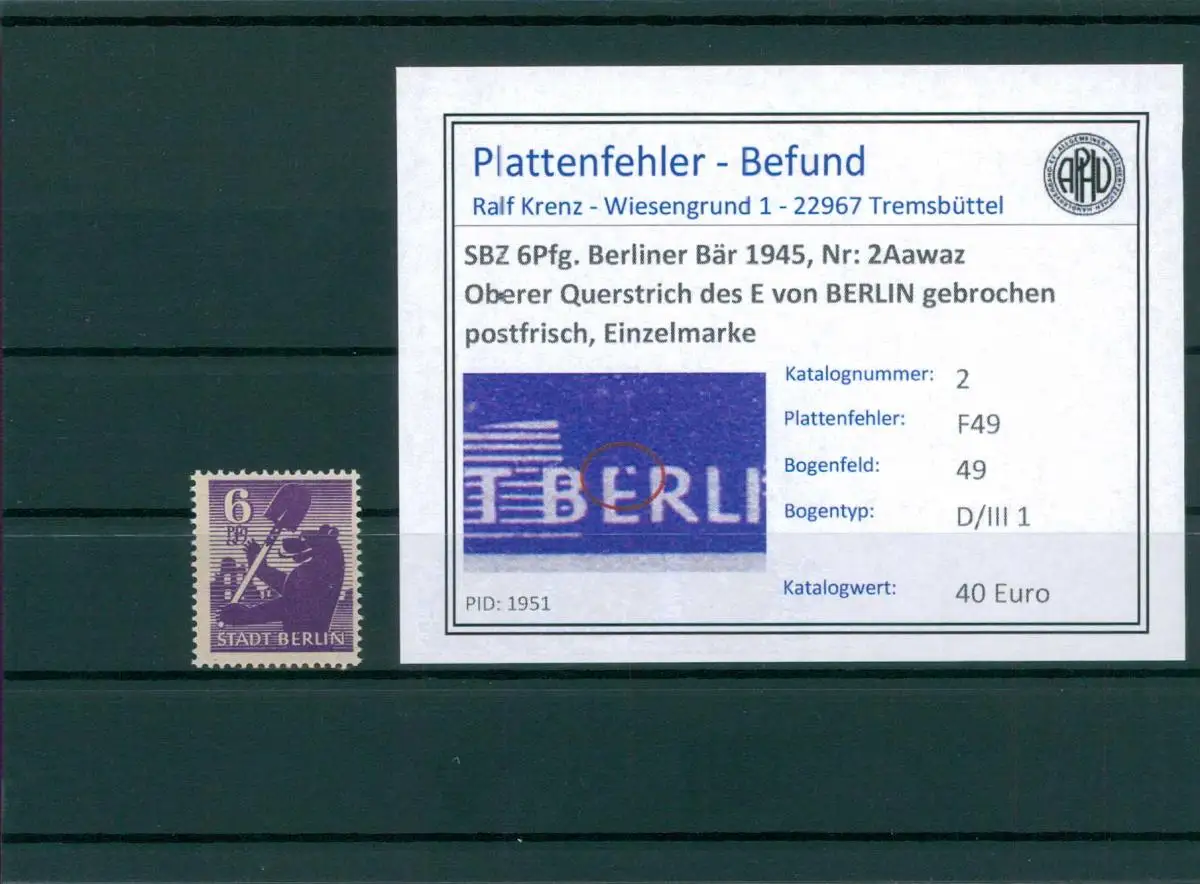 Plattenfehler - Befund
Ralf Krenz - Wiesengrund 1 - 22967 Tremsbüttel
APHV
SBZ 6Pfg. Berliner Bär 1945, Nr: 2Aawaz
Oberer Querstrich des E von BERLIN gebrochen
postfrisch, Einzelmarke
T BERLI
Katalognummer: 2
Plattenfehler: F49
Bogenfeld: 49
Bogentyp: D/III 1
Katalogwert: 40 Euro
PID: 1951
6
Pfg
STADT BERLIN